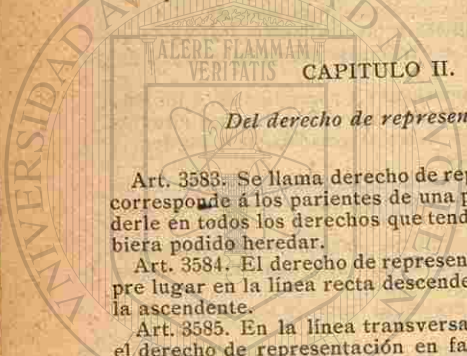 ALERE FLAMMAM
VERITATIS
CAPITULO II.
Del derecho de represen
Art. 3583. Se llama derecho de rep
corresponde á los parientes de una p
derle en todos los derechos que tend
biera podido heredar.
Art. 3584. El derecho de represen
pre lugar en la línea recta descende
la ascendente.
Art. 3585. En la línea transversa
el derecho de representación en fa